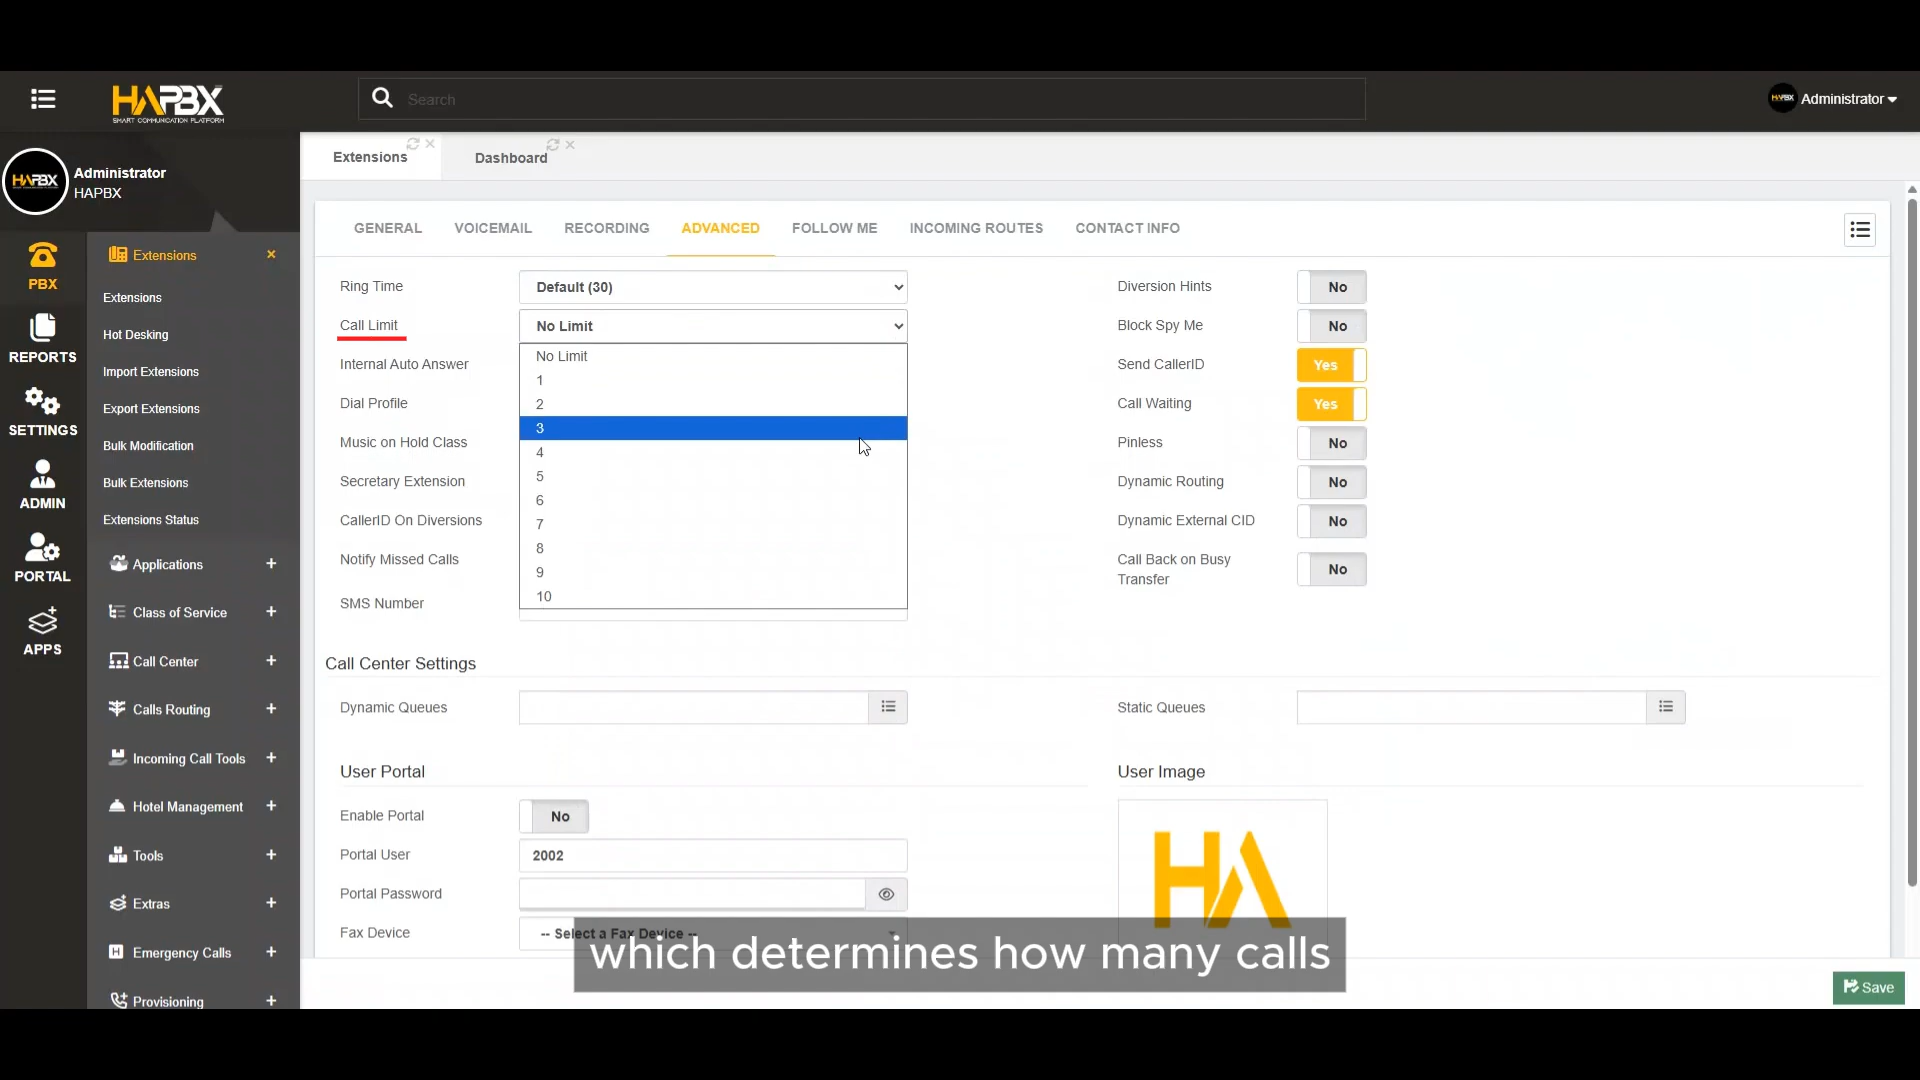 HAPBX
SMART COMMUNICATION PLATFORM
Search
HAPBX
Administrator
HAPBX
Administrator
HAPBX
Extensions
Dashboard
PBX
REPORTS
SETTINGS
ADMIN
PORTAL
APPS
Extensions
Extensions
Hot Desking
Import Extensions
Export Extensions
Bulk Modification
Bulk Extensions
Extensions Status
Applications
Class of Service
Call Center
Calls Routing
Incoming Call Tools
Hotel Management
Tools
Extras
Emergency Calls
Provisioning
GENERAL VOICEMAIL RECORDING ADVANCED FOLLOW ME INCOMING ROUTES CONTACT INFO
Ring Time Default (30)
Call Limit No Limit
Internal Auto Answer
Dial Profile
Music on Hold Class
Secretary Extension
CallerID On Diversions
Notify Missed Calls
SMS Number
No Limit
1
2
3
4
5
6
7
8
9
10
Diversion Hints No
Block Spy Me No
Send CallerID Yes
Call Waiting Yes
Pinless No
Dynamic Routing No
Dynamic External CID No
Call Back on Busy
Transfer No
Call Center Settings
Dynamic Queues
Static Queues
User Portal
Enable Portal No
Portal User 2002
Portal Password
Fax Device -- Select a Fax Device --
User Image
HA
which determines how many calls
Save